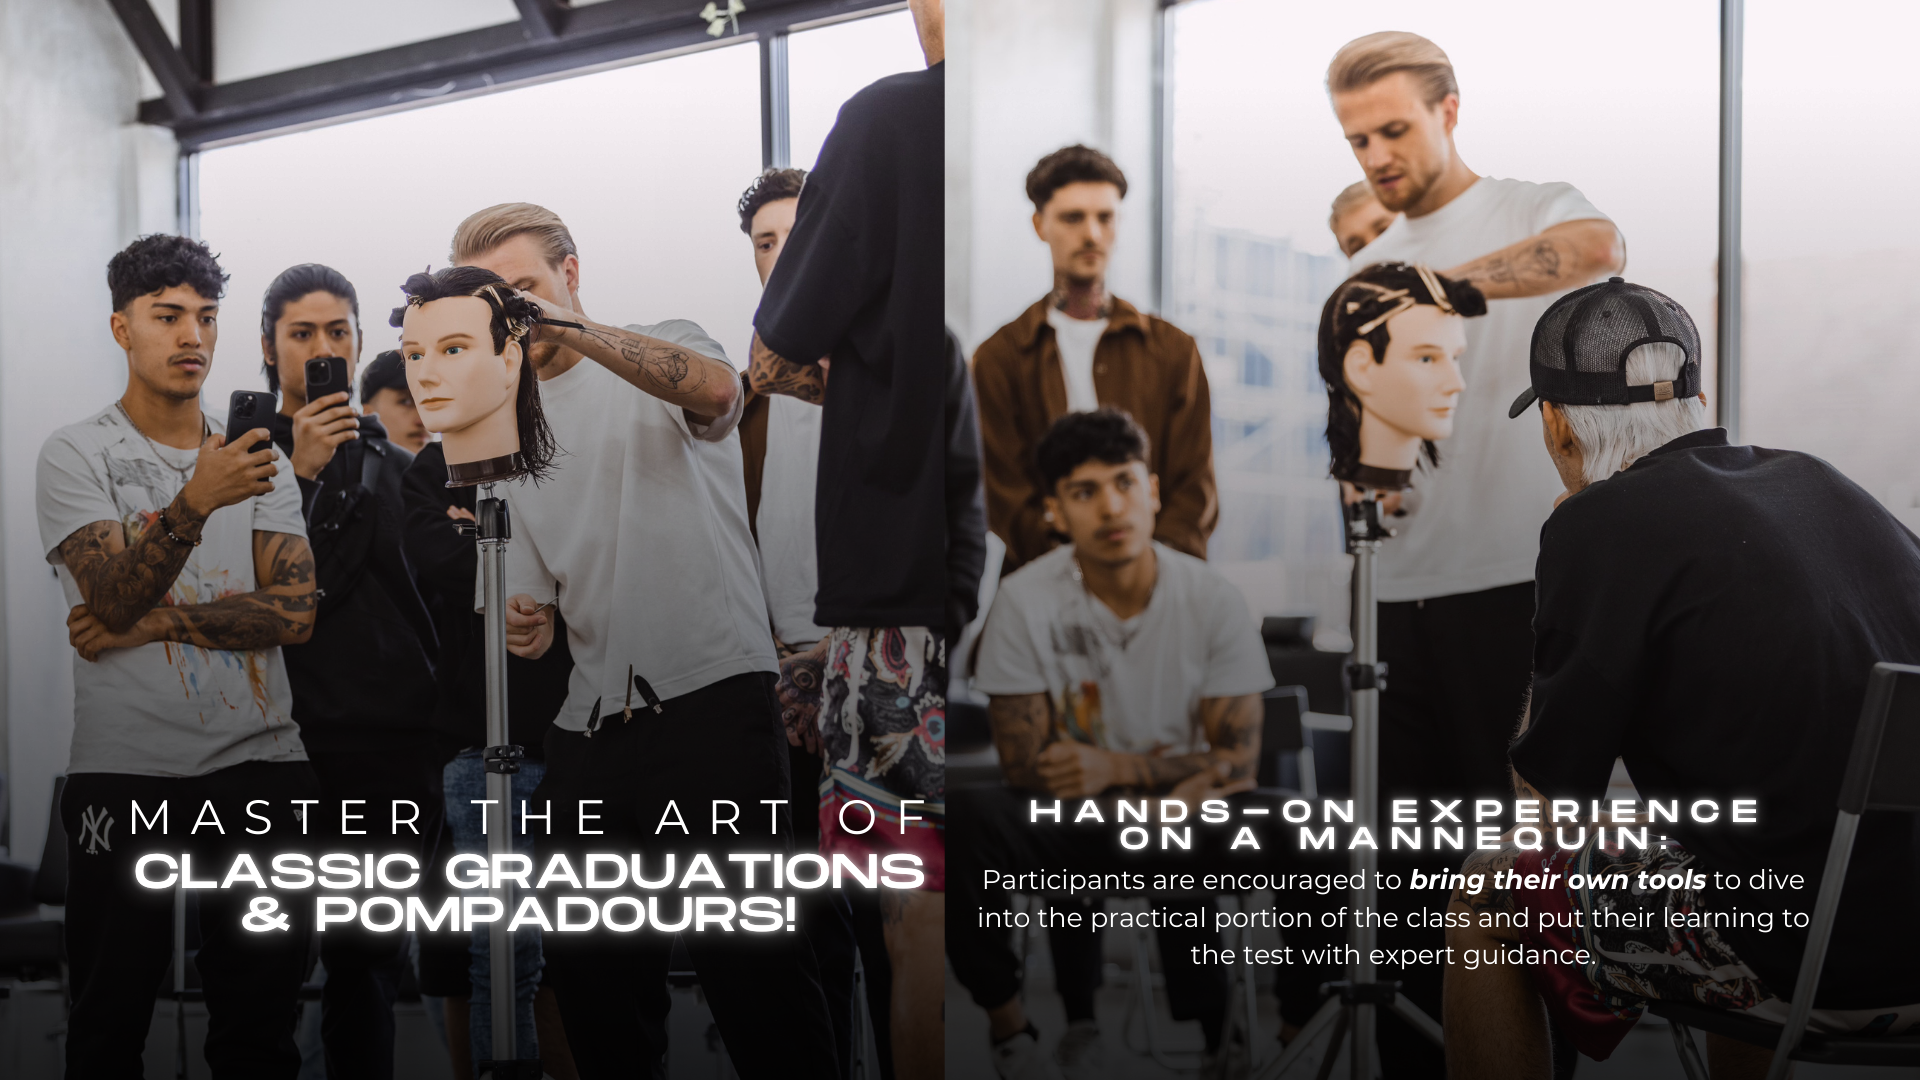 MASTER THE ART OF
CLASSIC GRADUATIONS
& POMPADOURS!
HANDS-ON EXPERIENCE
ON A MANNEQUIN:
Participants are encouraged to bring their own tools to dive
into the practical portion of the class and put their learning to
the test with expert guidance.
NY